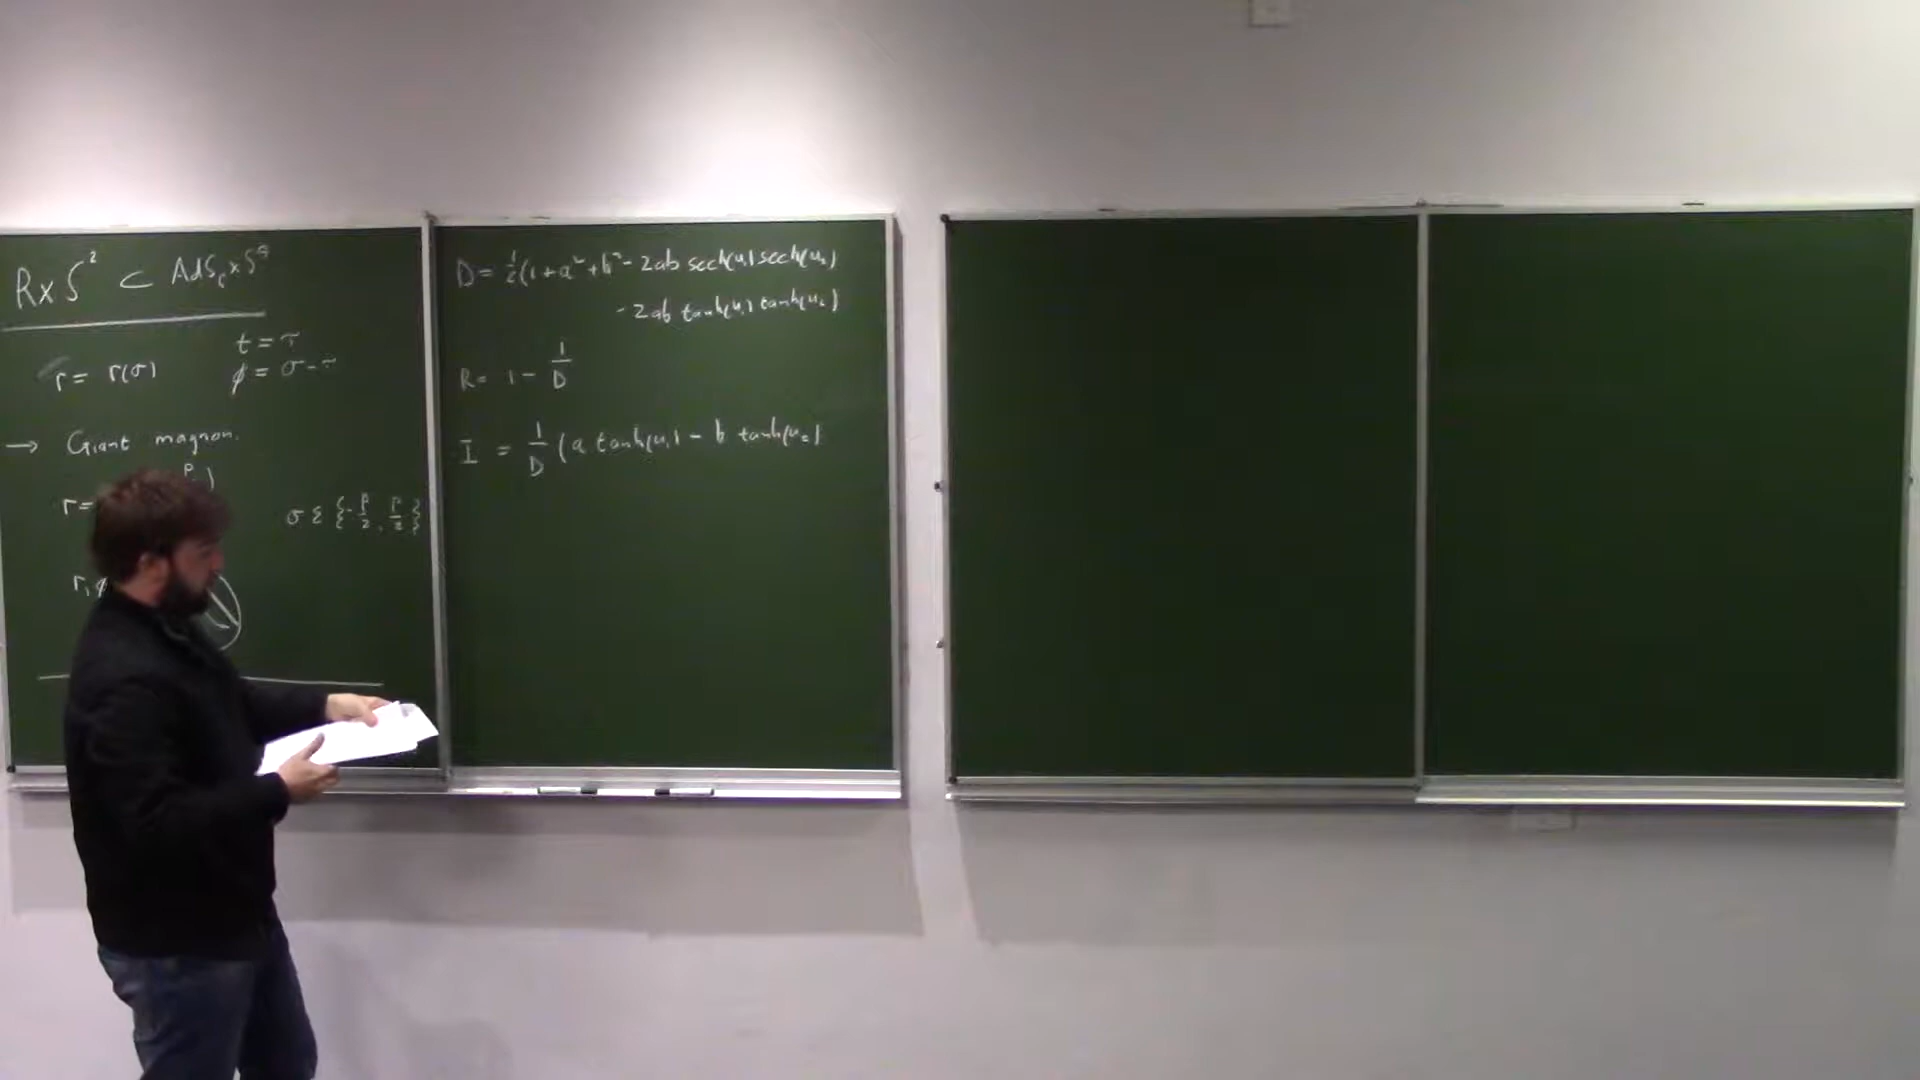 R×S² ⊂ AdS₅×S⁵
t = τ
r = r(σ)
φ = σ - τ
→ Giant magnon.
r =
σ ε {-p/2, p/2}
r, φ
D = 1/2(1 + a² + b² - 2ab sech(u₁) sech(u₂)
- 2ab tanh(u₁) tanh(u₂))
R = 1 - 1/D
I = 1/D (a tanh(u₁) - b tanh(u₂)